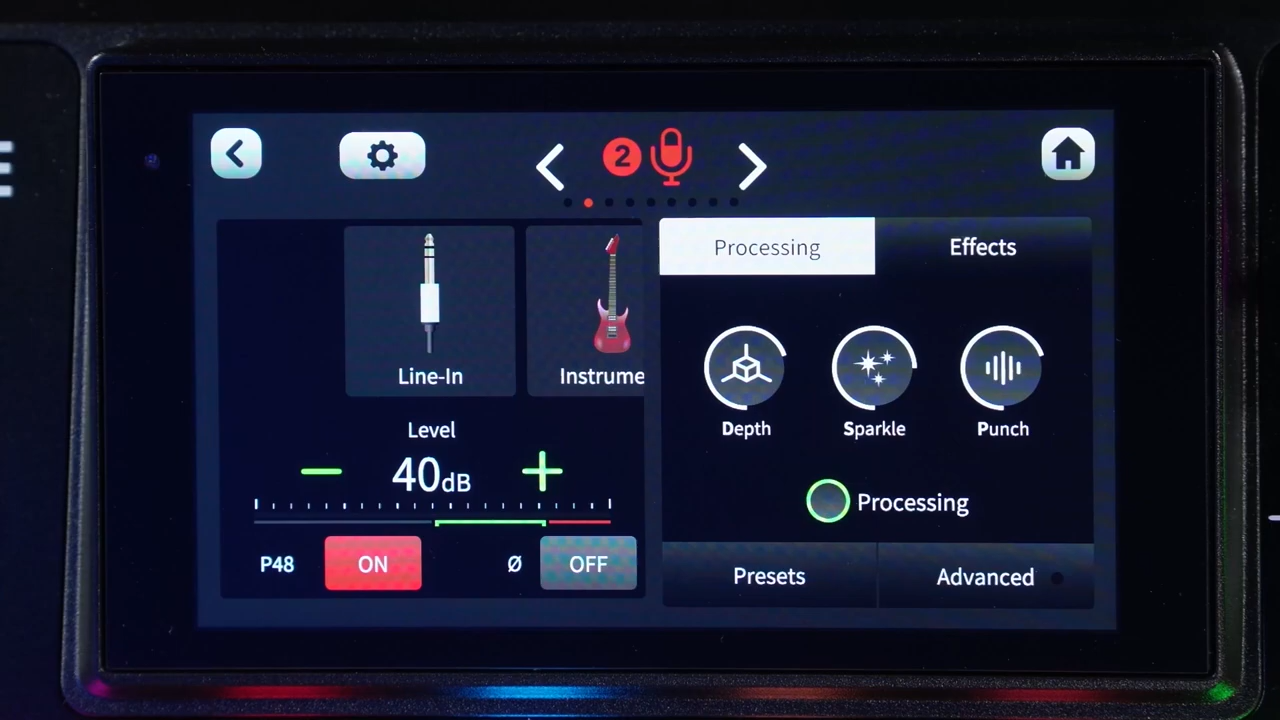 2
Processing
Effects
Line-In
Instrume
Depth
Sparkle
Punch
Level
40dB
Processing
P48
ON
Ø
OFF
Presets
Advanced